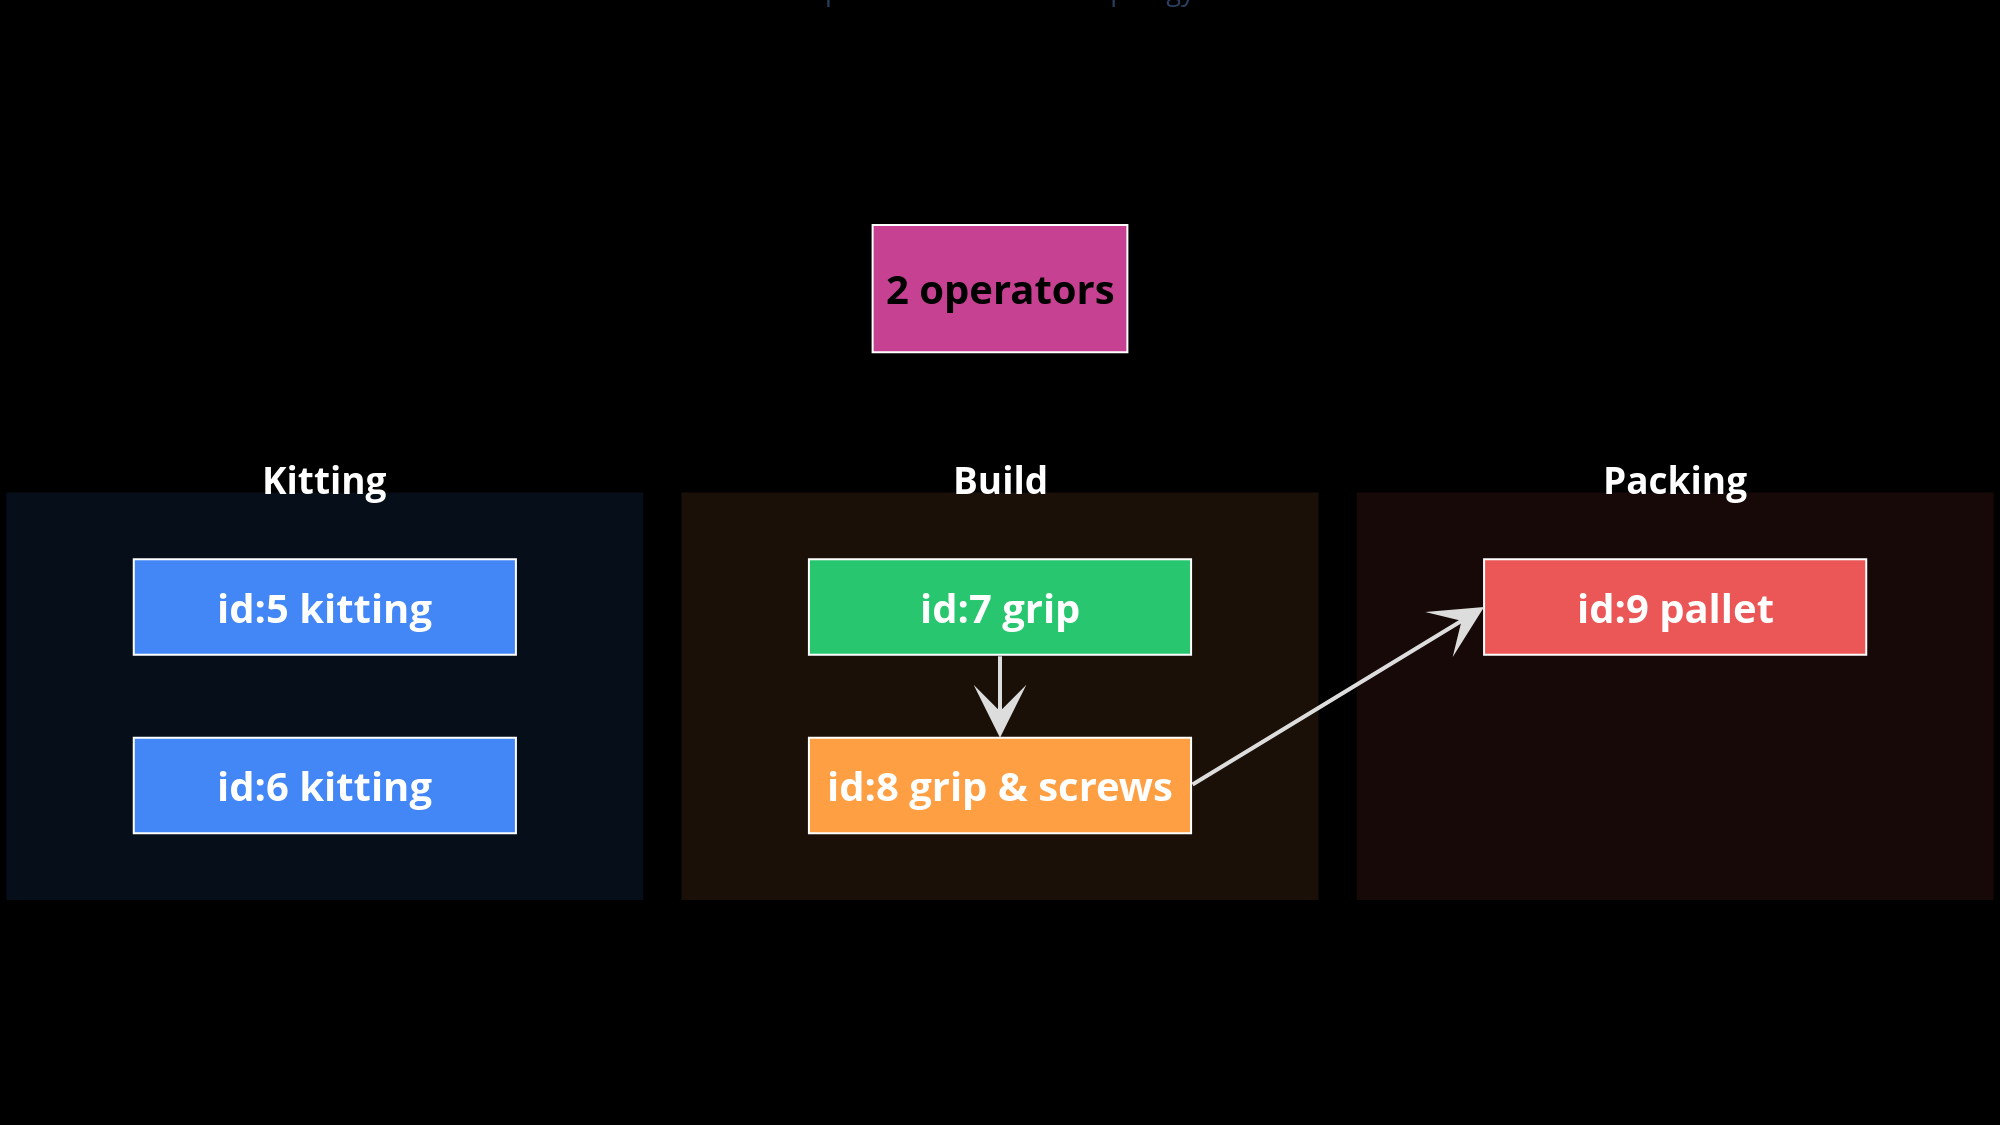 2 operators
Kitting
Build
Packing
id:5 kitting
id:7 grip
id:9 pallet
id:6 kitting
id:8 grip & screws